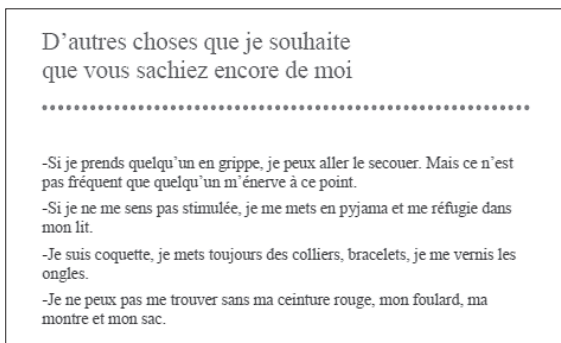 D’autres choses que je souhaite
que vous sachiez encore de moi
-Si je prends quelqu’un en grippe, je peux aller le secouer. Mais ce n’est
pas fréquent que quelqu’un m’énerve à ce point.
-Si je ne me sens pas stimulée, je me mets en pyjama et me réfugie dans
mon lit.
-Je suis coquette, je mets toujours des colliers, bracelets, je me vernis les
ongles.
-Je ne peux pas me trouver sans ma ceinture rouge, mon foulard, ma
montre et mon sac.